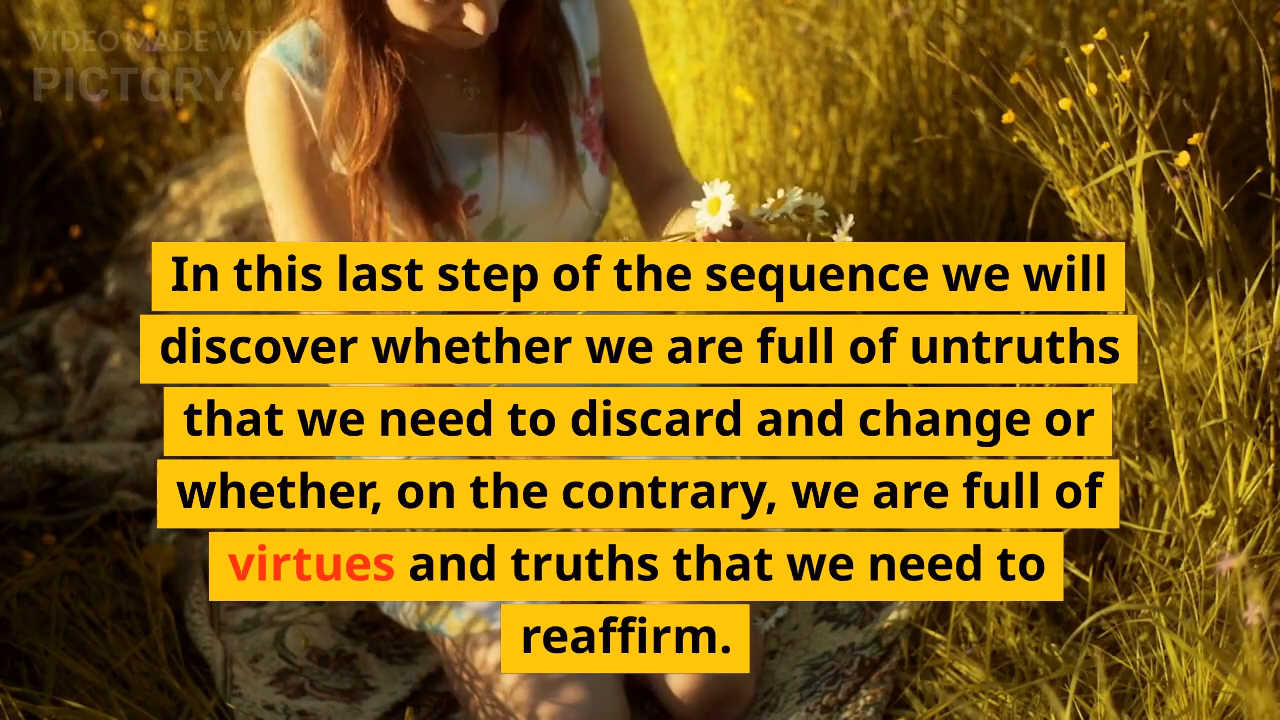 VIDEO MADE WITH
PICTORY.
In this last step of the sequence we will
discover whether we are full of untruths
that we need to discard and change or
whether, on the contrary, we are full of
virtues and truths that we need to
reaffirm.